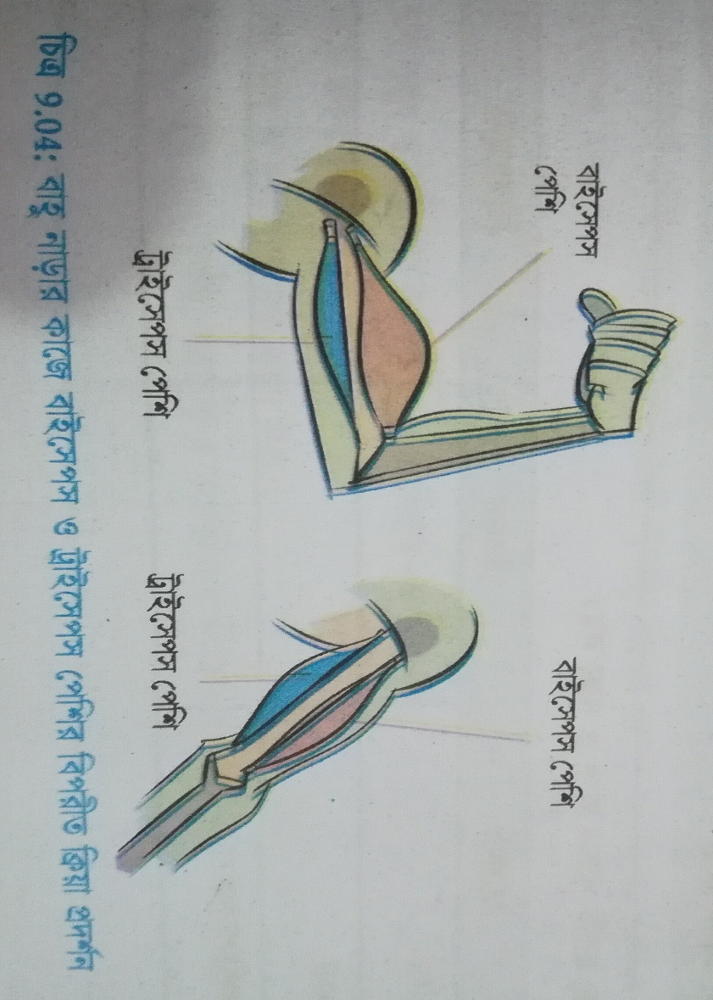 বাইসেপস
পেশি
ট্রাইসেপস পেশি
বাইসেপস পেশি
ট্রাইসেপস পেশি
চিত্র 9.04: বাহু নাড়ার কাজে বাইসেপস ও ট্রাইসেপস পেশির বিপরীত ক্রিয়া প্রদর্শন